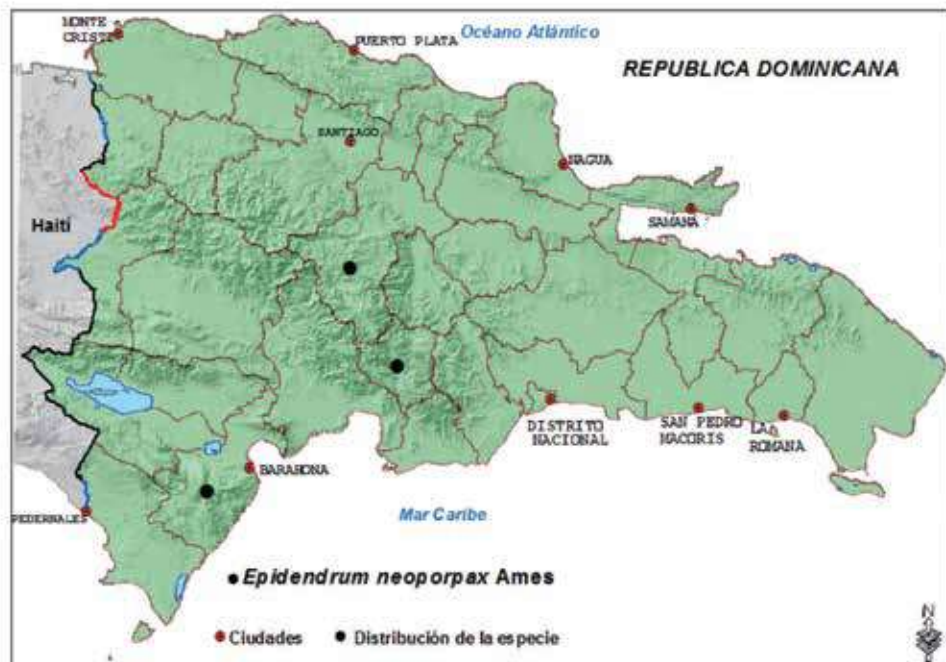 MONTE
CRISTI
PUERTO PLATA
Océano Atlántico
REPUBLICA DOMINICANA
SANTIAGO
NAGUA
SAMANA
Haití
DISTRITO
NACIONAL
SAN PEDRO
MACORIS
LA
ROMANA
BARAHONA
PEDERNALES
Mar Caribe
Epidendrum neoporpax Ames
Ciudades
Distribución de la especie
N